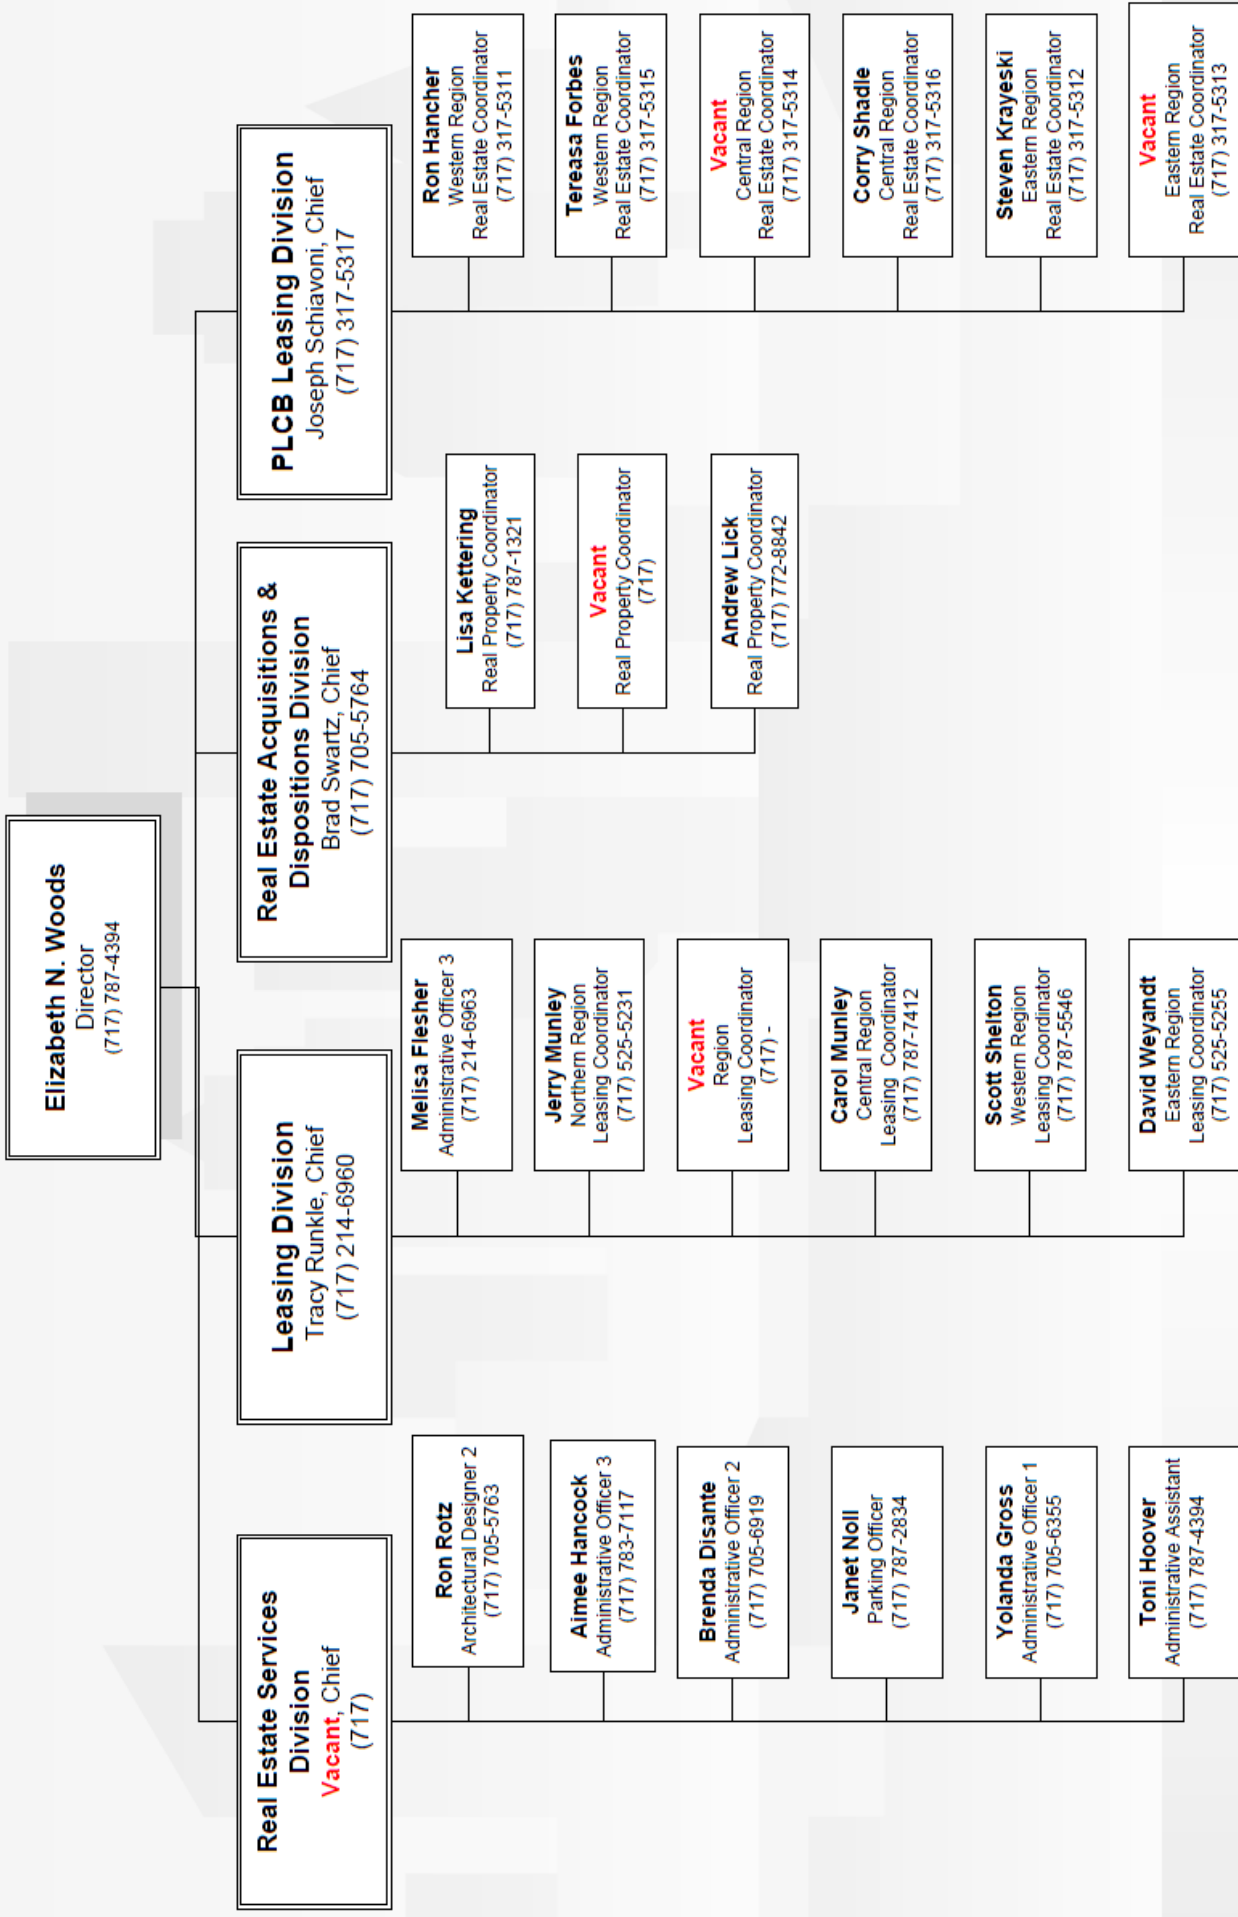 Elizabeth N. Woods
Director
(717) 787-4394
Real Estate Services
Division
Vacant, Chief
(717)
Ron Rotz
Architectural Designer 2
(717) 705-5763
Aimee Hancock
Administrative Officer 3
(717) 783-7117
Brenda Disante
Administrative Officer 2
(717) 705-6919
Janet Noll
Parking Officer
(717) 787-2834
Yolanda Gross
Administrative Officer 1
(717) 705-6355
Toni Hoover
Administrative Assistant
(717) 787-4394
Leasing Division
Tracy Runkle, Chief
(717) 214-6960
Melisa Flesher
Administrative Officer 3
(717) 214-6963
Jerry Munley
Northern Region
Leasing Coordinator
(717) 525-5231
Vacant
Region
Leasing Coordinator
(717) -
Carol Munley
Central Region
Leasing Coordinator
(717) 787-7412
Scott Shelton
Western Region
Leasing Coordinator
(717) 787-5546
David Weyandt
Eastern Region
Leasing Coordinator
(717) 525-5255
Real Estate Acquisitions &
Dispositions Division
Brad Swartz, Chief
(717) 705-5764
Lisa Kettering
Real Property Coordinator
(717) 787-1321
Vacant
Real Property Coordinator
(717)
Andrew Lick
Real Property Coordinator
(717) 772-8842
PLCB Leasing Division
Joseph Schiavoni, Chief
(717) 317-5317
Ron Hancher
Western Region
Real Estate Coordinator
(717) 317-5311
Tereasa Forbes
Western Region
Real Estate Coordinator
(717) 317-5315
Vacant
Central Region
Real Estate Coordinator
(717) 317-5314
Corry Shadle
Central Region
Real Estate Coordinator
(717) 317-5316
Steven Krayeski
Eastern Region
Real Estate Coordinator
(717) 317-5312
Vacant
Eastern Region
Real Estate Coordinator
(717) 317-5313